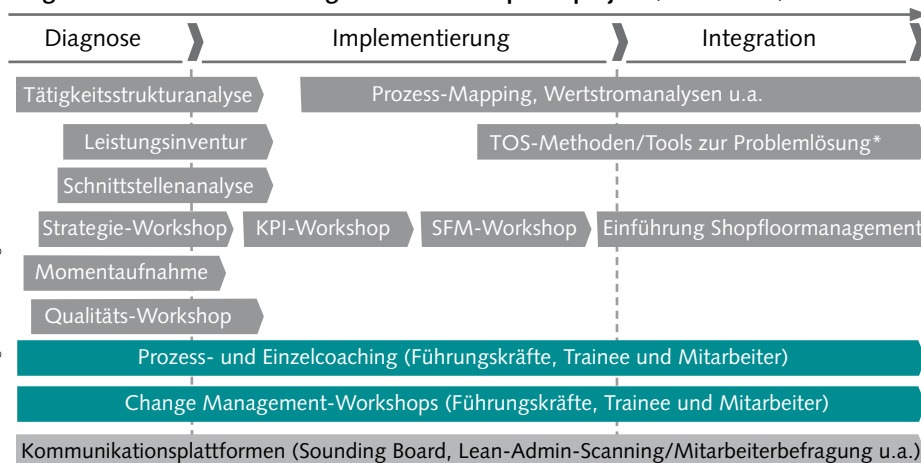 Diagnose
Implementierung
Integration
Tätigkeitsstrukturanalyse
Prozess-Mapping, Wertstromanalysen u.a.
Leistungsinventur
TOS-Methoden/Tools zur Problemlösung*
Schnittstellenanalyse
Strategie-Workshop
KPI-Workshop
SFM-Workshop
Einführung Shopfloormanagement
Momentaufnahme
Qualitäts-Workshop
Prozess- und Einzelcoaching (Führungskräfte, Trainee und Mitarbeiter)
Change Management-Workshops (Führungskräfte, Trainee und Mitarbeiter)
Kommunikationsplattformen (Sounding Board, Lean-Admin-Scanning/Mitarbeiterbefragung u.a.)